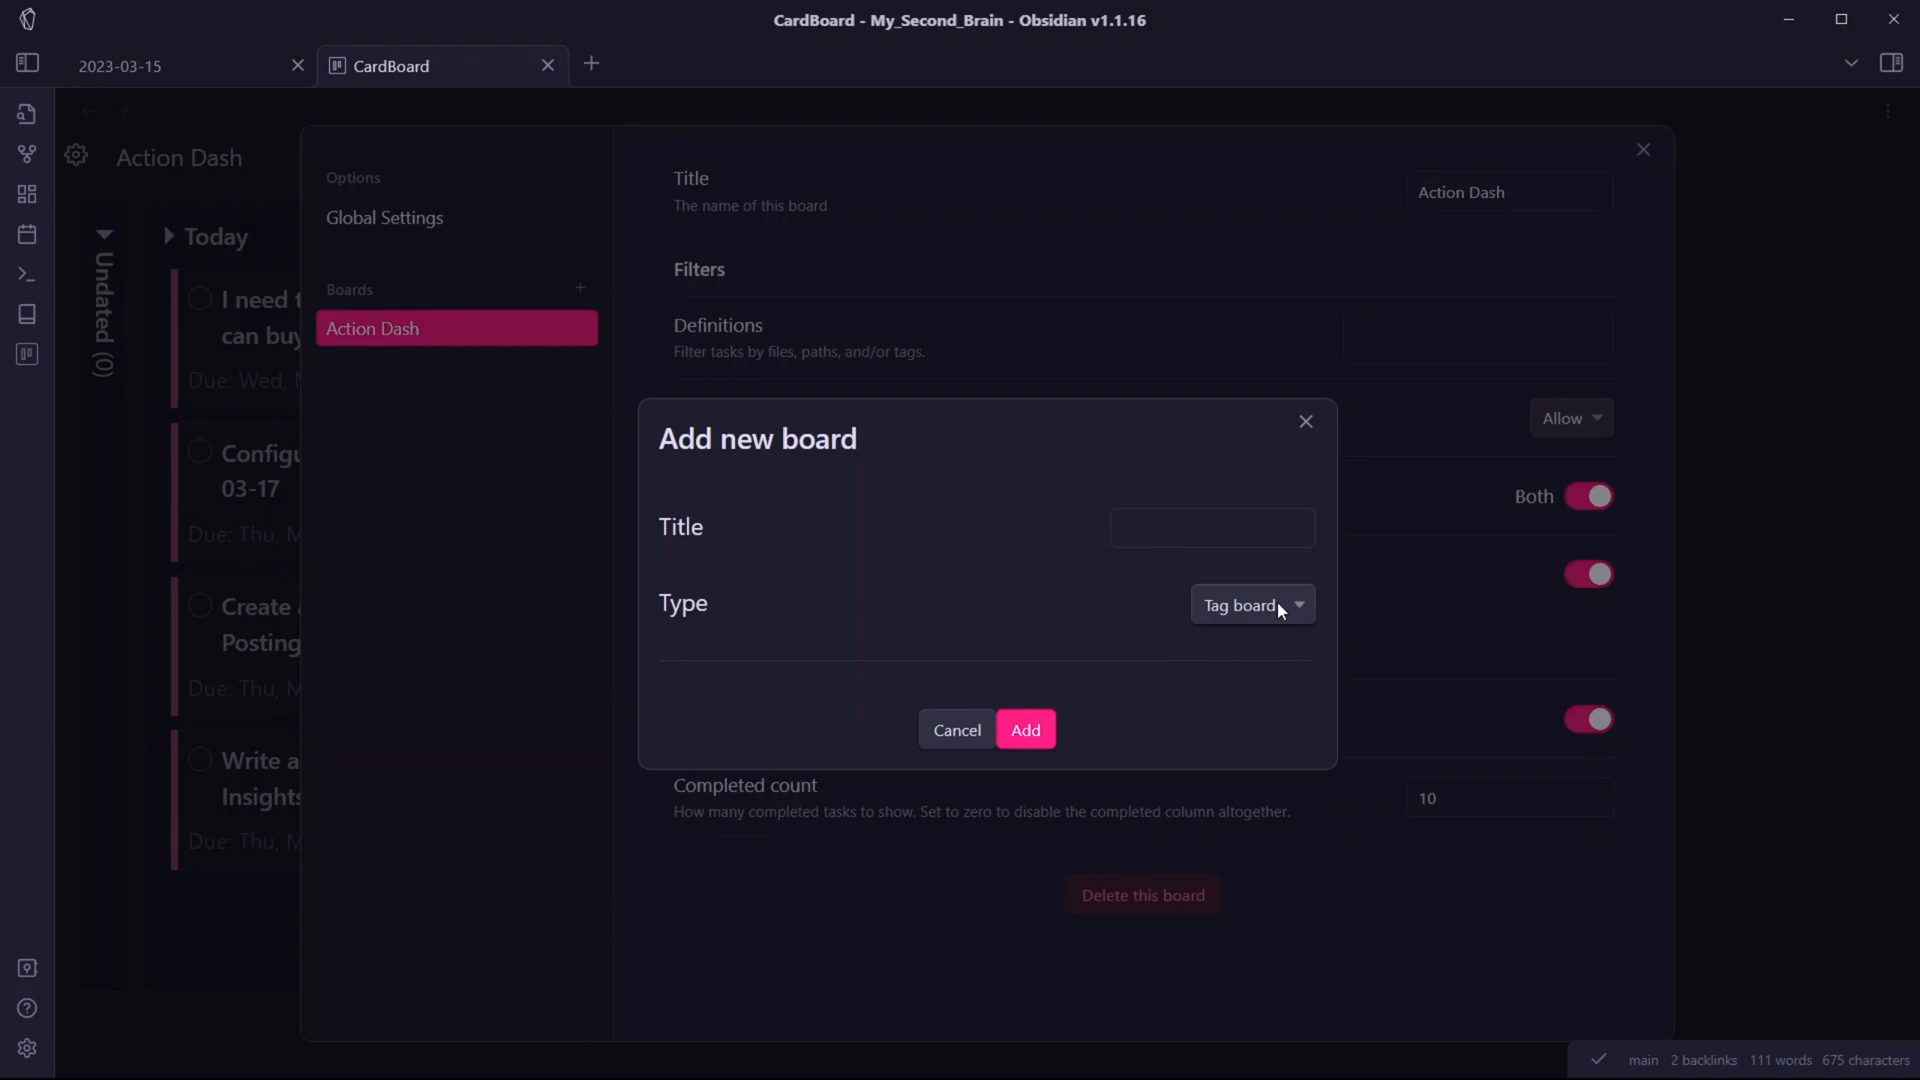 CardBoard - My_Second_Brain - Obsidian v1.1.16
2023-03-15
CardBoard
Action Dash
Undated (0)
Today
I need
can buy
Due: Wed,
Configu
03-17
Due: Thu, M
Create
Posting
Due: Thu, M
Write a
Insights
Due: Thu, M
Options
Global Settings
Boards
Action Dash
Title
The name of this board
Action Dash
Filters
Definitions
Filter tasks by files, paths, and/or tags.
Allow
Both
Add new board
Title
Type
Tag board
Cancel
Add
Completed count
How many completed tasks to show. Set to zero to disable the completed column altogether.
10
Delete this board
main 2 backlinks 111 words 675 characters